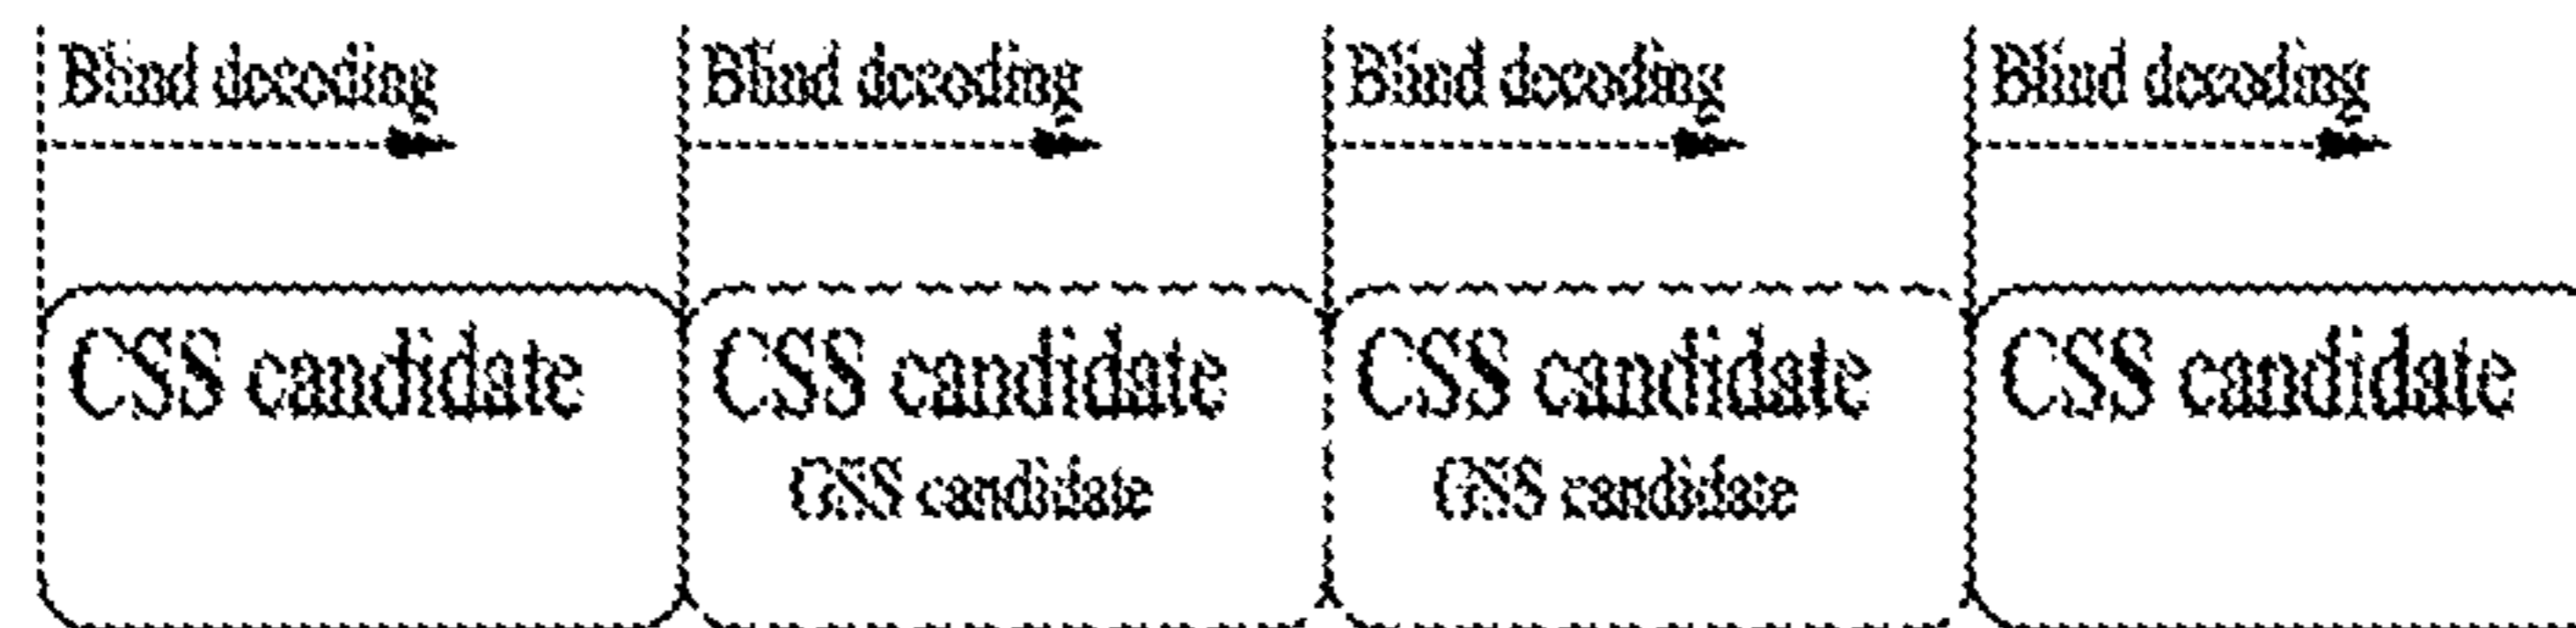 Blind decoding Blind decoding Blind decoding Blind decoding
CSS candidate CSS candidate CSS candidate CSS candidate
GSS candidate GSS candidate